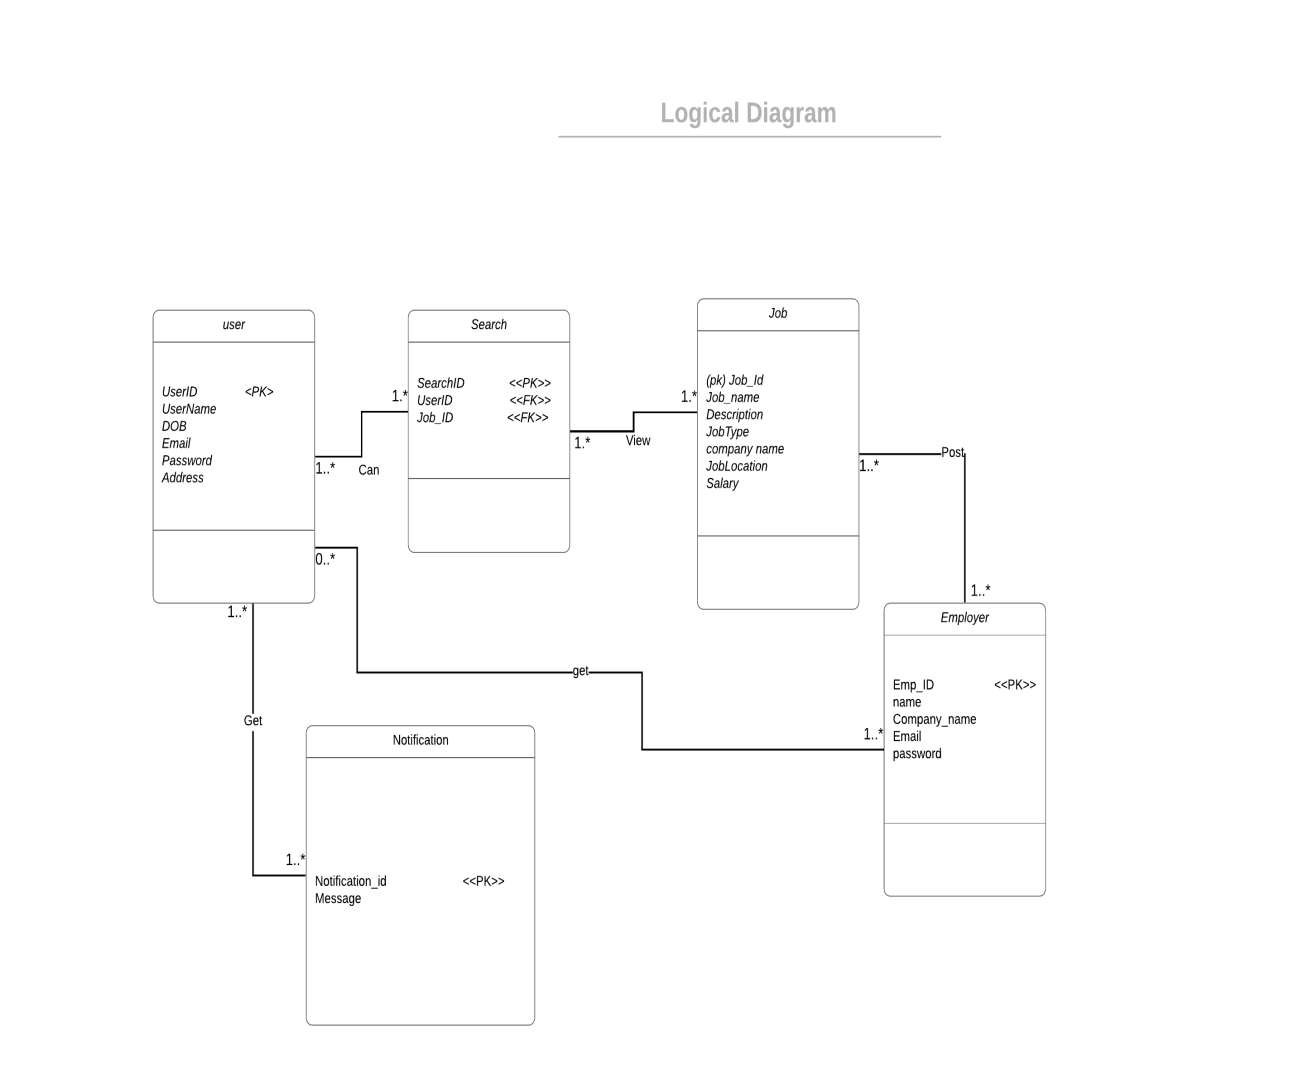 Logical Diagram
user
UserID <PK>
UserName
DOB
Email
Password
Address
1..*
Can
1.*
Search
SearchID <<PK>>
UserID <<FK>>
Job_ID <<FK>>
1.*
View
1.*
Job
(pk) Job_Id
Job_name
Description
JobType
company name
JobLocation
Salary
1..*
Post
1..*
Employer
Emp_ID <<PK>>
name
Company_name
Email
password
0..*
get
1..*
1..*
Get
1..*
Notification
Notification_id <<PK>>
Message